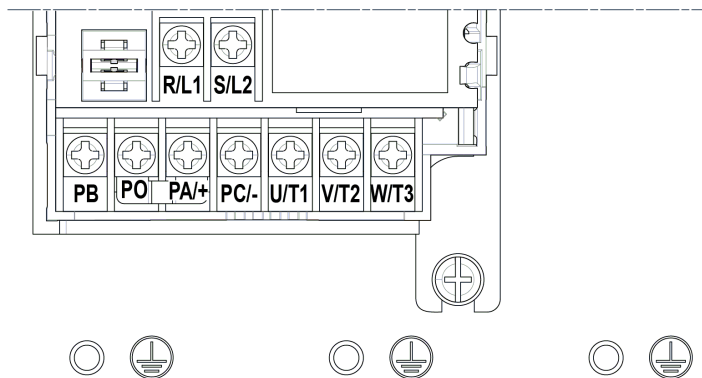 R/L1 S/L2
PB PO PA/+ PC/- U/T1 V/T2 W/T3